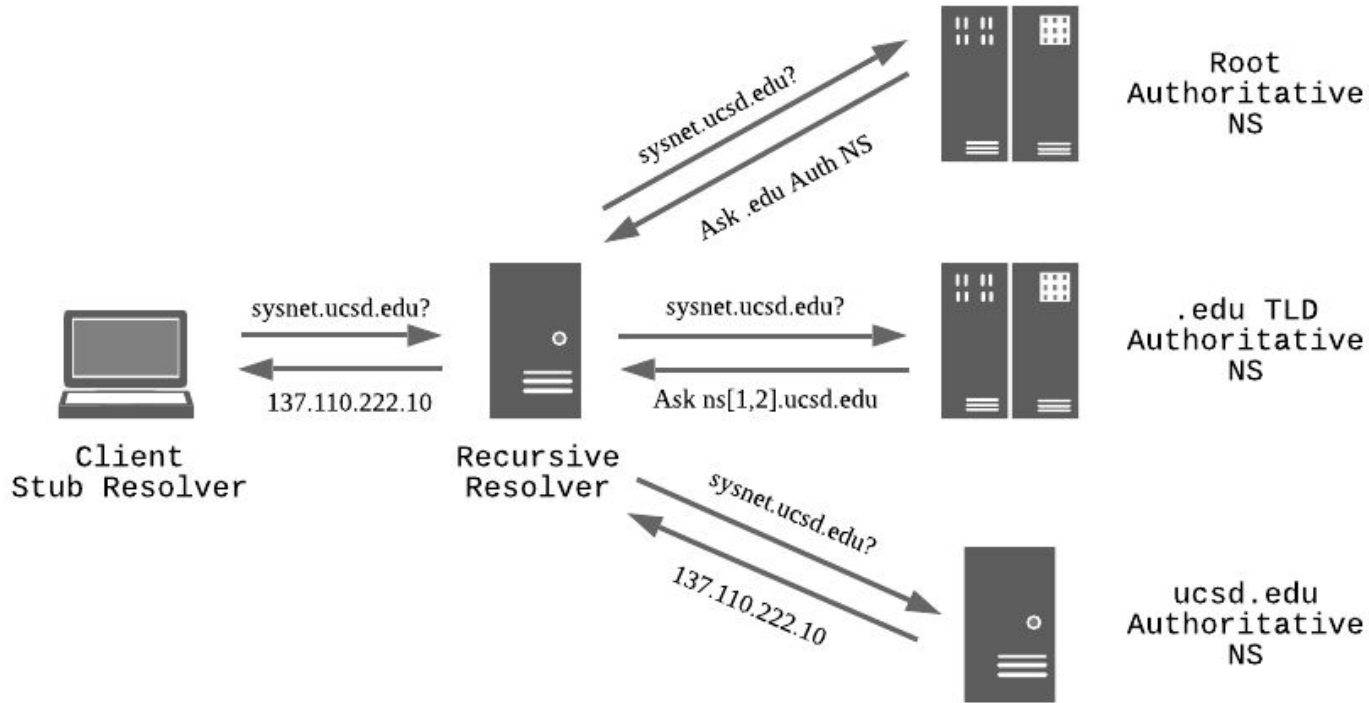 sysnet.ucsd.edu?
Ask .edu Auth NS
Root
Authoritative
NS
sysnet.ucsd.edu?
137.110.222.10
sysnet.ucsd.edu?
Ask ns[1,2].ucsd.edu
.edu TLD
Authoritative
NS
Client
Stub Resolver
Recursive
Resolver
sysnet.ucsd.edu?
137.110.222.10
ucsd.edu
Authoritative
NS